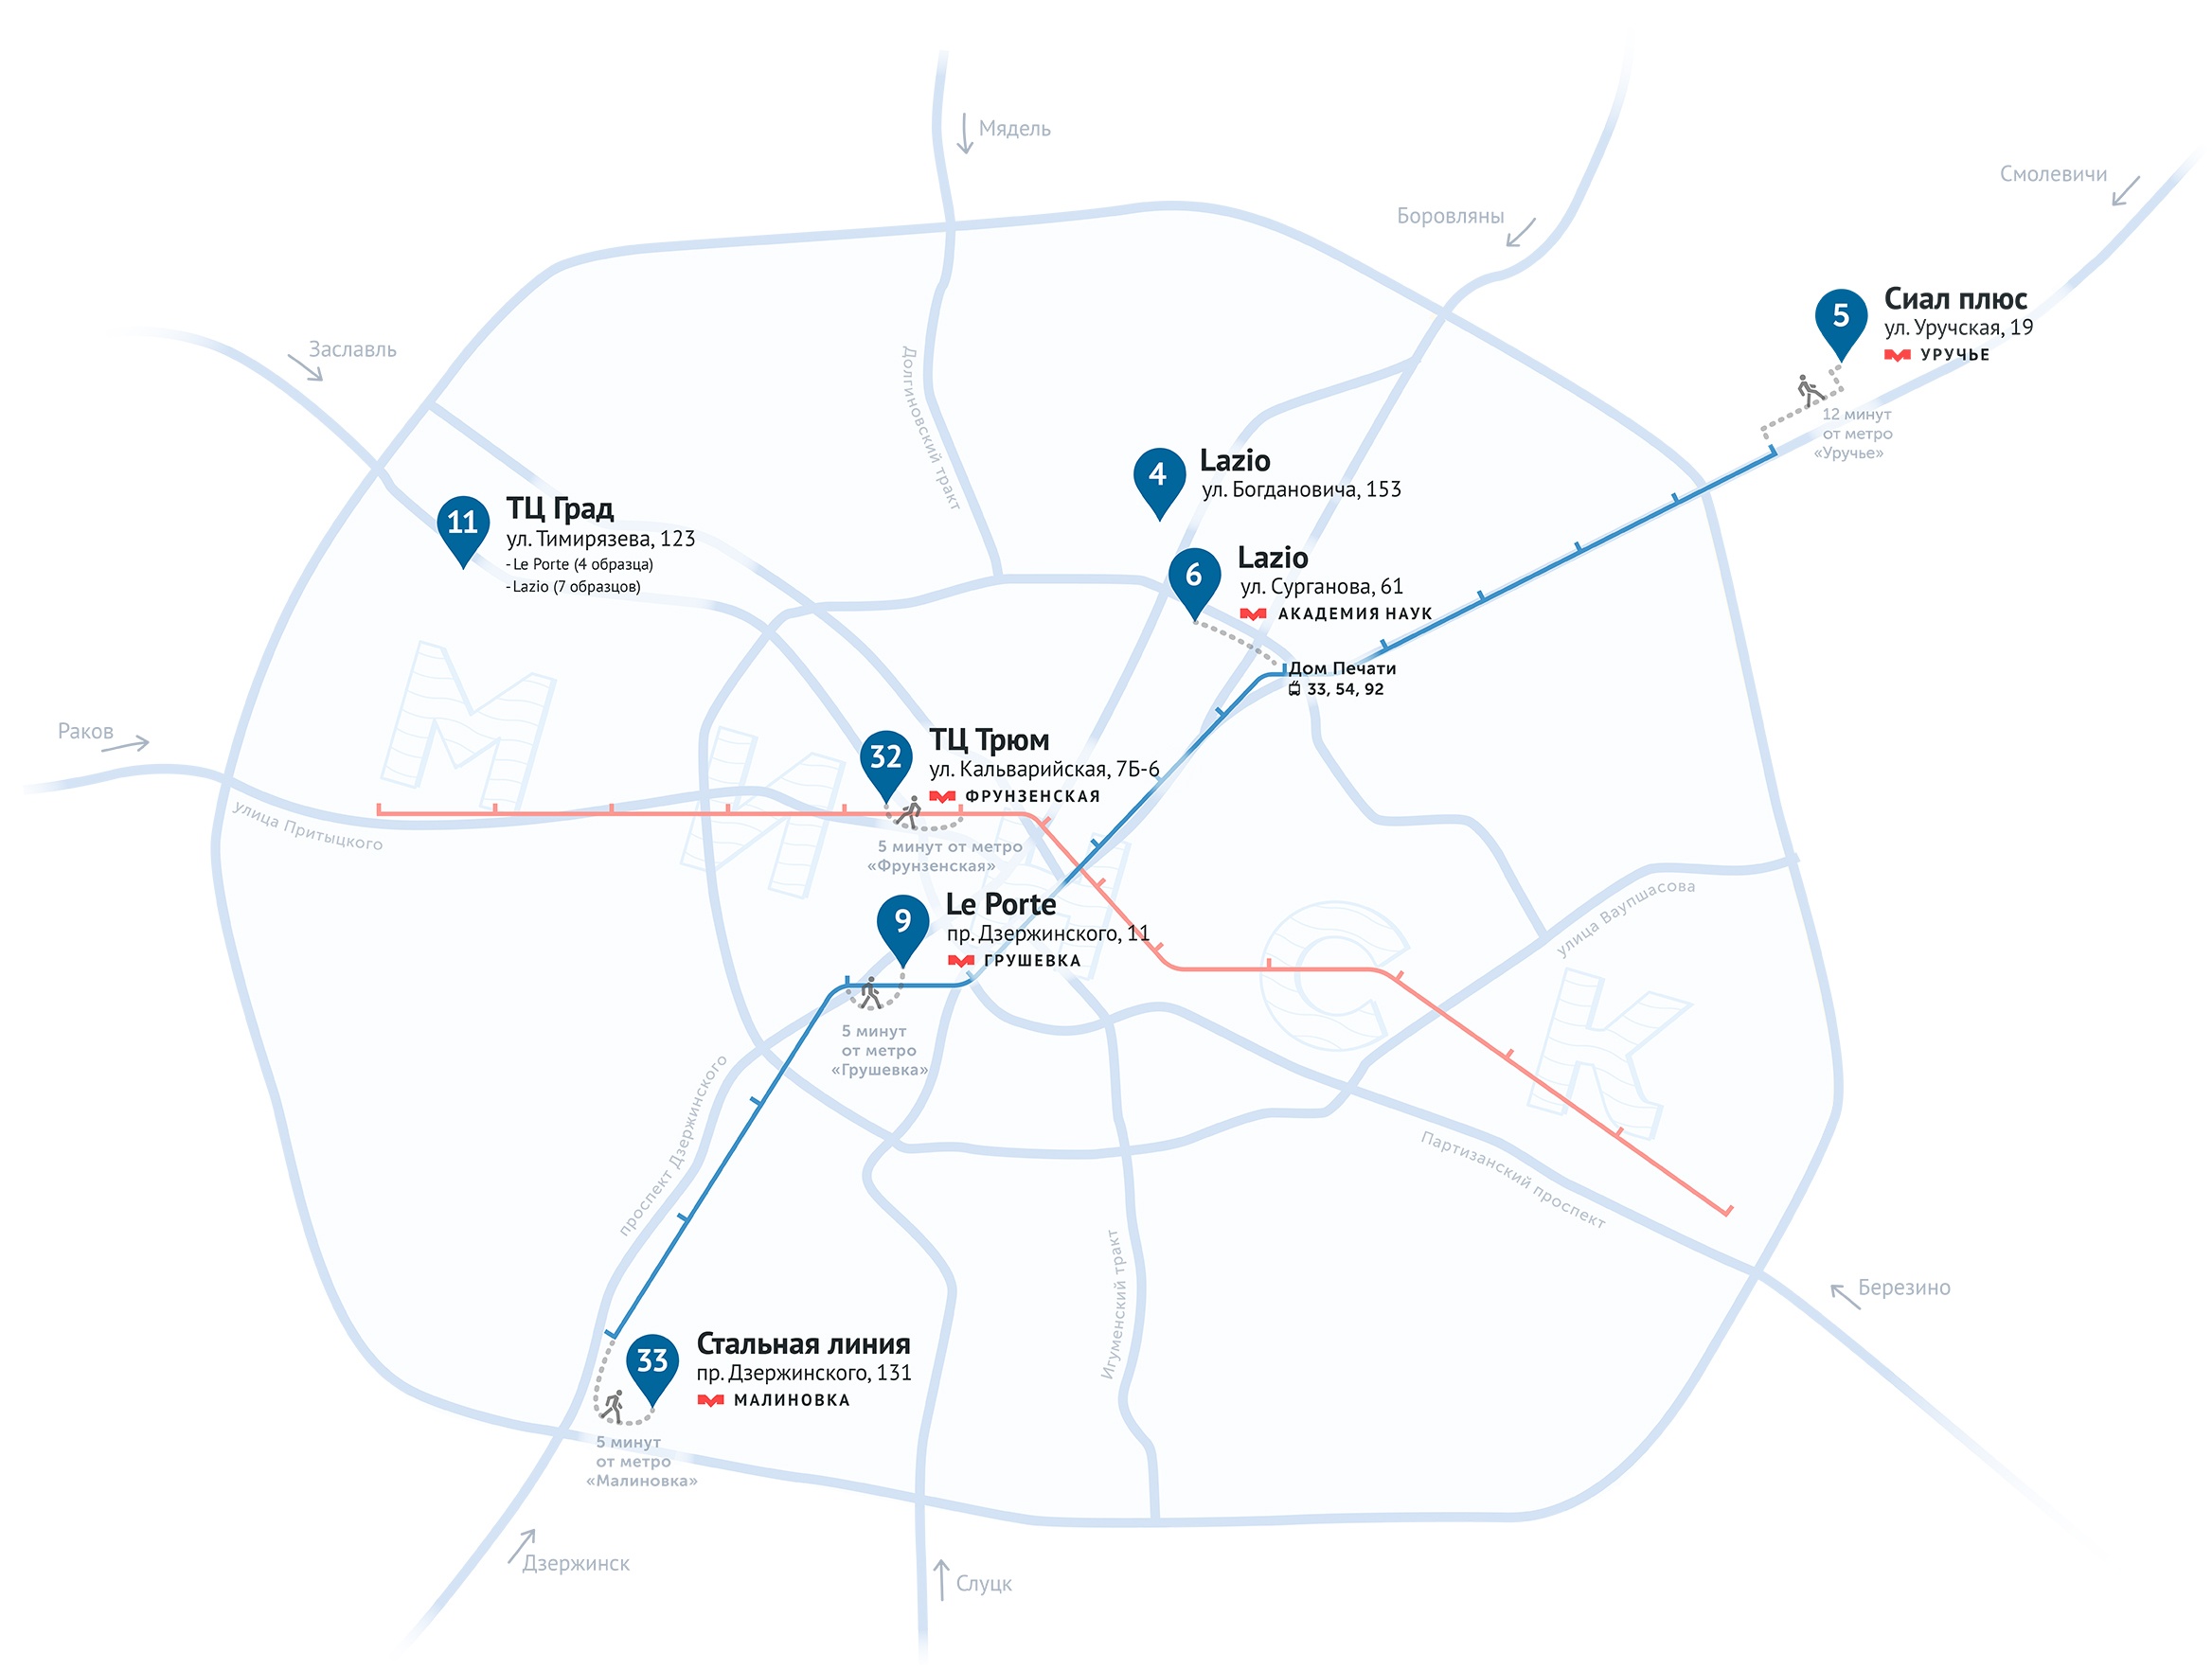 Мядель
Смолевичи
Боровляны
5
Сиал плюс
ул. Уручская, 19
УРУЧЬЕ
12 минут
от метро
«Уручье»
Заславль
Долгиновский тракт
4
Lazio
ул. Богдановича, 153
11
ТЦ Град
ул. Тимирязева, 123
- Le Porte (4 образца)
- Lazio (7 образцов)
6
Lazio
ул. Сурганова, 61
АКАДЕМИЯ НАУК
Дом Печати
33, 54, 92
Раков
Улица Притыцкого
МИНСК
32
ТЦ Трюм
ул. Кальварийская, 7Б-6
ФРУНЗЕНСКАЯ
5 минут от метро
«Фрунзенская»
9
Le Porte
пр. Дзержинского, 11
ГРУШЕВКА
5 минут
от метро
«Грушевка»
улица Ваупшасова
проспект Дзержинского
Партизанский проспект
Игуменский тракт
Березино
33
Стальная линия
пр. Дзержинского, 131
МАЛИНОВКА
5 минут
от метро
«Малиновка»
Дзержинск
Слуцк